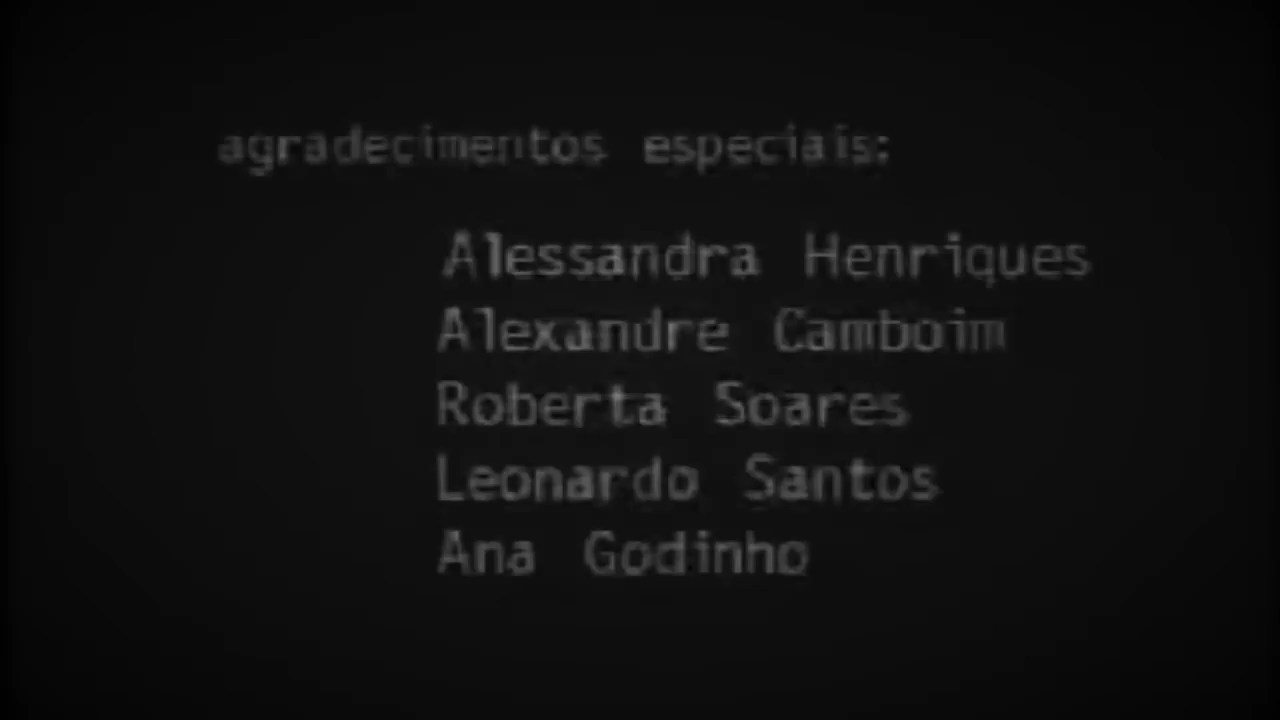 agradecimentos especiais:
Alessandra Henriques
Alexandre Camboim
Roberta Soares
Leonardo Santos
Ana Godinho